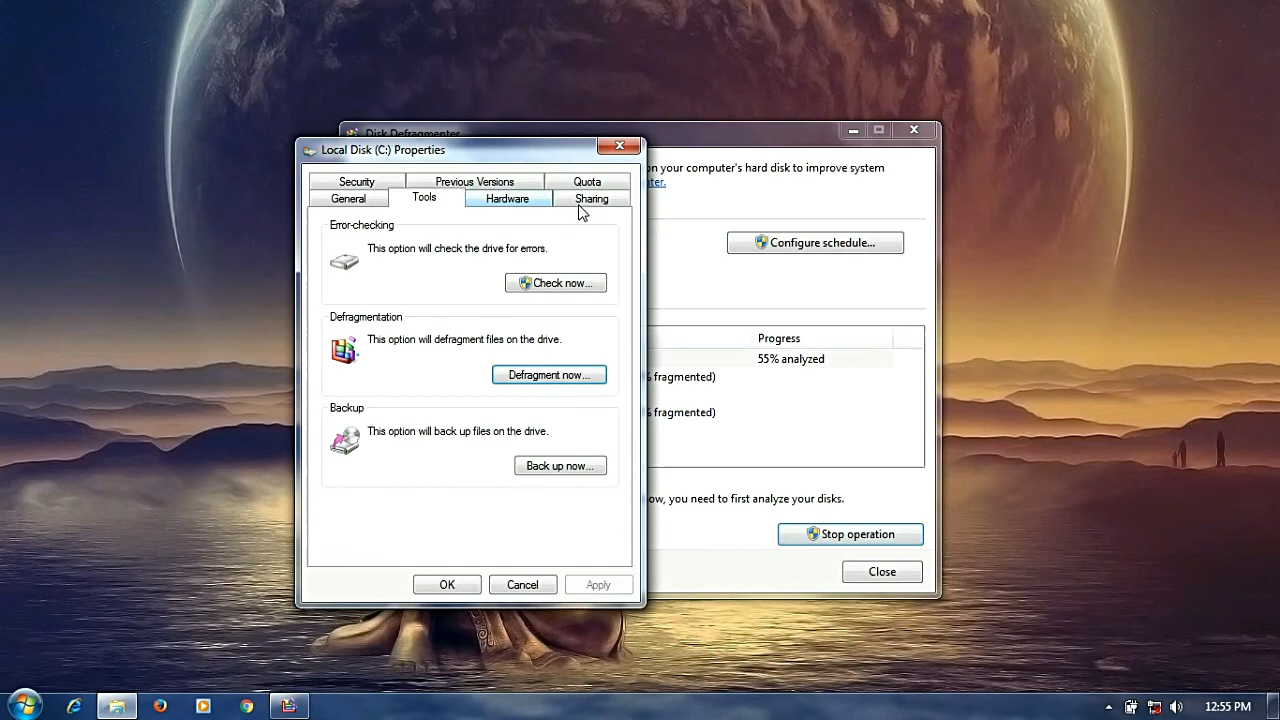 Disk Defragmenter
Local Disk (C:) Properties
on your computer's hard disk to improve system
ter.
Security
Previous Versions
Quota
General
Tools
Hardware
Sharing
Error-checking
This option will check the drive for errors.
Check now...
Configure schedule...
Defragmentation
This option will defragment files on the drive.
Defragment now...
Progress
55% analyzed
% fragmented)
% fragmented)
Backup
This option will back up files on the drive.
Back up now...
ow, you need to first analyze your disks.
Stop operation
Close
OK
Cancel
Apply
12:55 PM